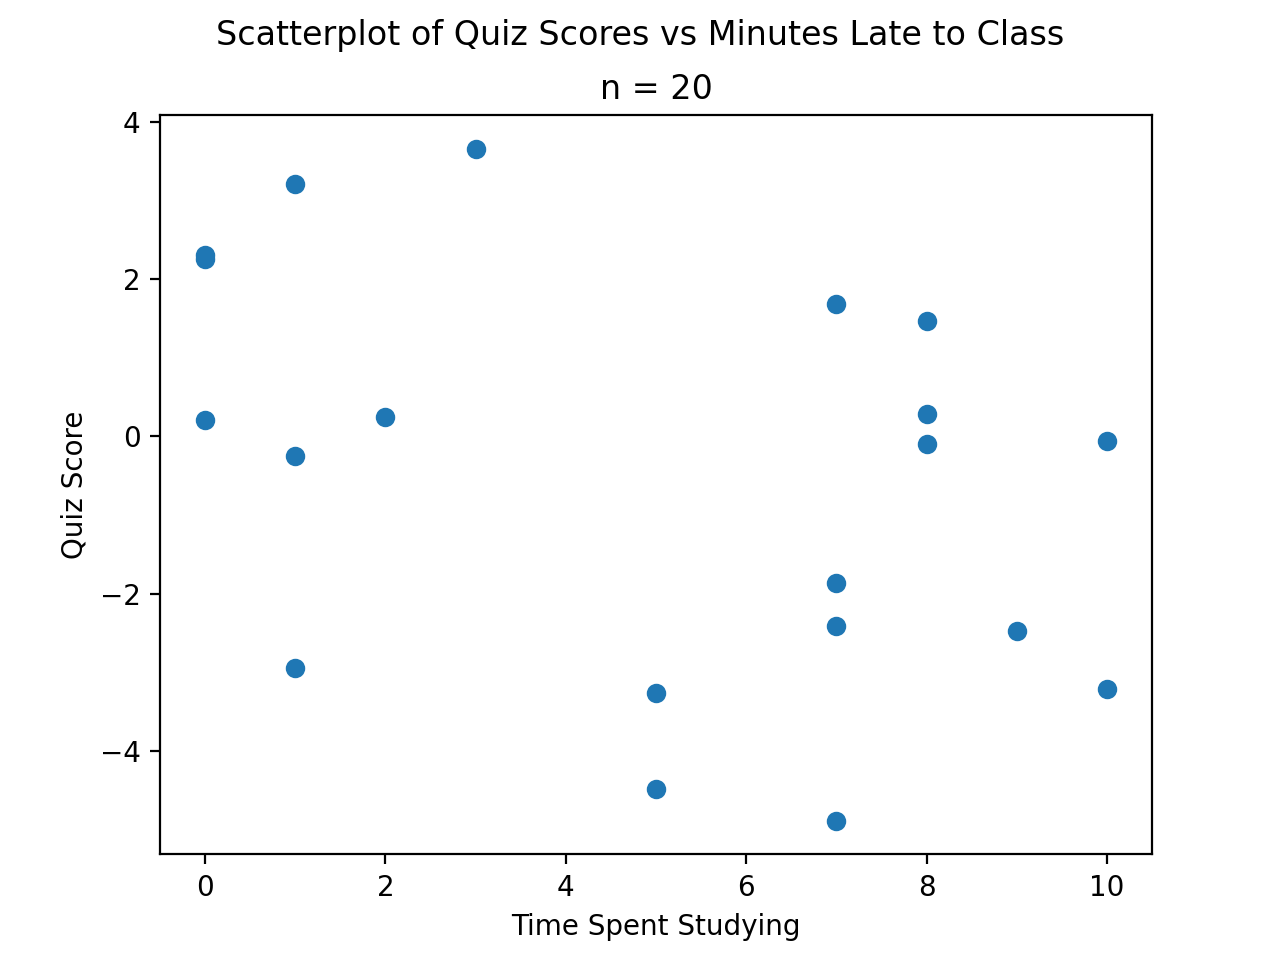 Scatterplot of Quiz Scores vs Minutes Late to Class
n = 20
4
2
0
−2
−4
Quiz Score
0 2 4 6 8 10
Time Spent Studying